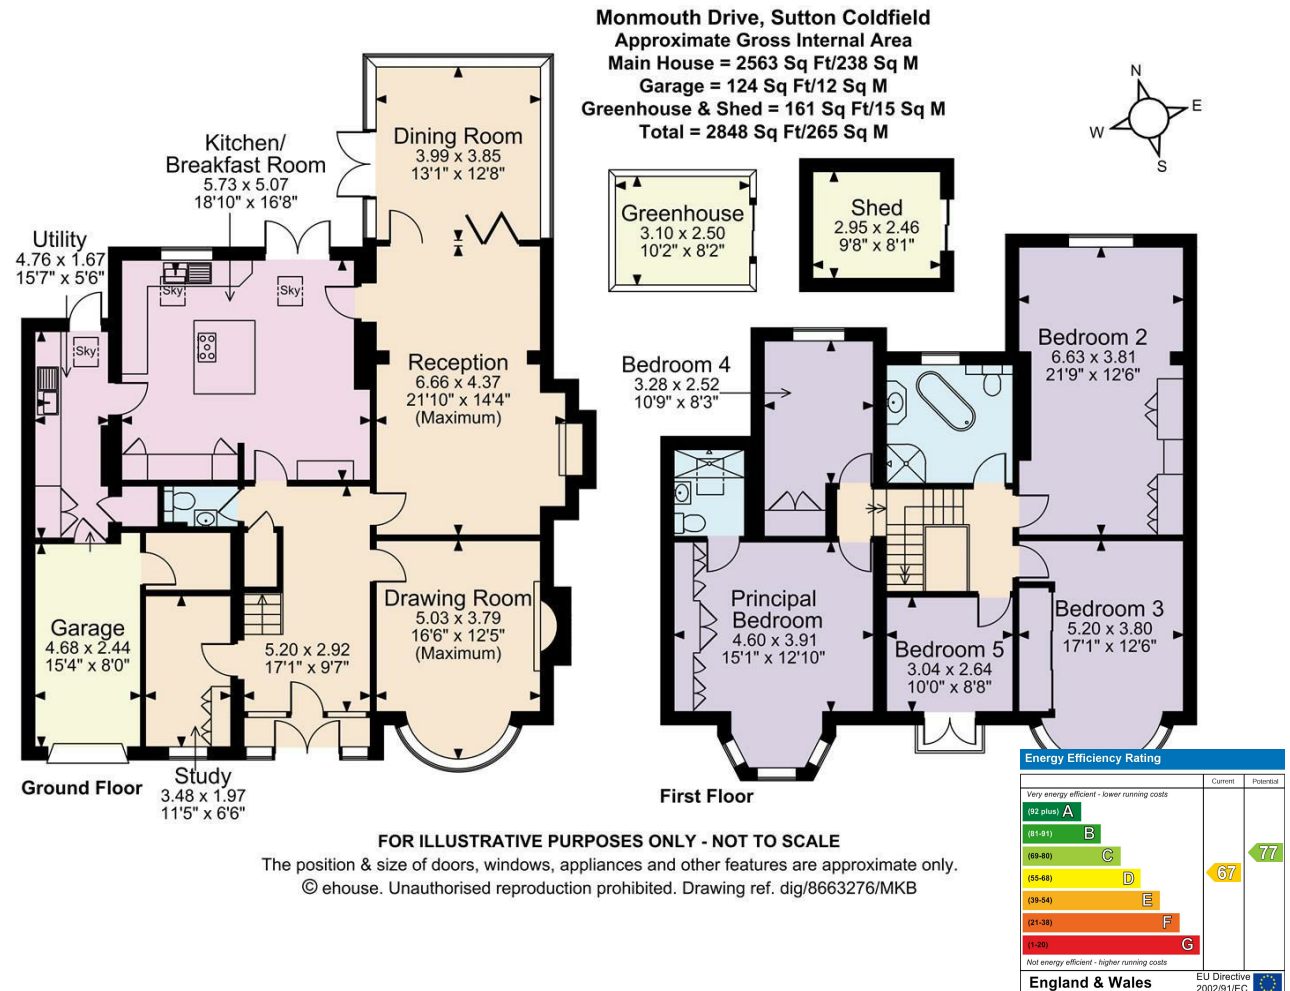 Monmouth Drive, Sutton Coldfield
Approximate Gross Internal Area
Main House = 2563 Sq Ft/238 Sq M
Garage = 124 Sq Ft/12 Sq M
Greenhouse & Shed = 161 Sq Ft/15 Sq M
Total = 2848 Sq Ft/265 Sq M
N
E
W
S
Dining Room
3.99 x 3.85
13'1" x 12'8"
Kitchen/
Breakfast Room
5.73 x 5.07
18'10" x 16'8"
Utility
4.76 x 1.67
15'7" x 5'6"
Sky
Sky
Sky
Reception
6.66 x 4.37
21'10" x 14'4"
(Maximum)
Drawing Room
5.03 x 3.79
16'6" x 12'5"
(Maximum)
5.20 x 2.92
17'1" x 9'7"
Garage
4.68 x 2.44
15'4" x 8'0"
Study
3.48 x 1.97
11'5" x 6'6"
Ground Floor
Greenhouse
3.10 x 2.50
10'2" x 8'2"
Shed
2.95 x 2.46
9'8" x 8'1"
Bedroom 4
3.28 x 2.52
10'9" x 8'3"
Bedroom 2
6.63 x 3.81
21'9" x 12'6"
Principal
Bedroom
4.60 x 3.91
15'1" x 12'10"
Bedroom 5
3.04 x 2.64
10'0" x 8'8"
Bedroom 3
5.20 x 3.80
17'1" x 12'6"
First Floor
FOR ILLUSTRATIVE PURPOSES ONLY - NOT TO SCALE
The position & size of doors, windows, appliances and other features are approximate only.
© ehouse. Unauthorised reproduction prohibited. Drawing ref. dig/8663276/MKB
Energy Efficiency Rating
Current Potential
Very energy efficient - lower running costs
(92 plus) A
(81-91) B
(69-80) C
(55-68) D
(39-54) E
(21-38) F
(1-20) G
67
77
Not energy efficient - higher running costs
England & Wales
EU Directive
2002/91/EC